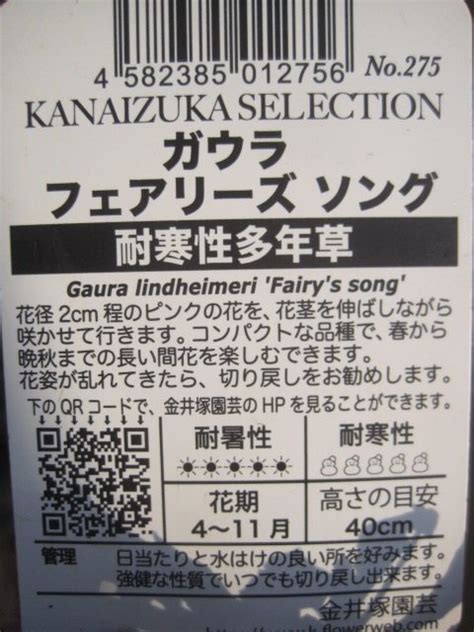 4 582385 012756 No.275
KANAIZUKA SELECTION
ガウラ
フェアリーズ ソング
耐寒性多年草
Gaura lindheimeri 'Fairy's song'
花径 2cm 程のピンクの花を、花茎を伸ばしながら
咲かせて行きます。コンパクトな品種で、春から
晩秋までの長い間花を楽しむできます。
花姿が乱れてきたら、切り戻しをお勧めします。
下のQRコードで、金井塚園芸のHPを見ることができます。
耐暑性 耐寒性
花期 高さの目安
4〜11月 40cm
管理 日当たりと水はけの良い所を好みます。
強健な性質でいつでも切り戻し出来ます。
金井塚園芸
flowerweb.com